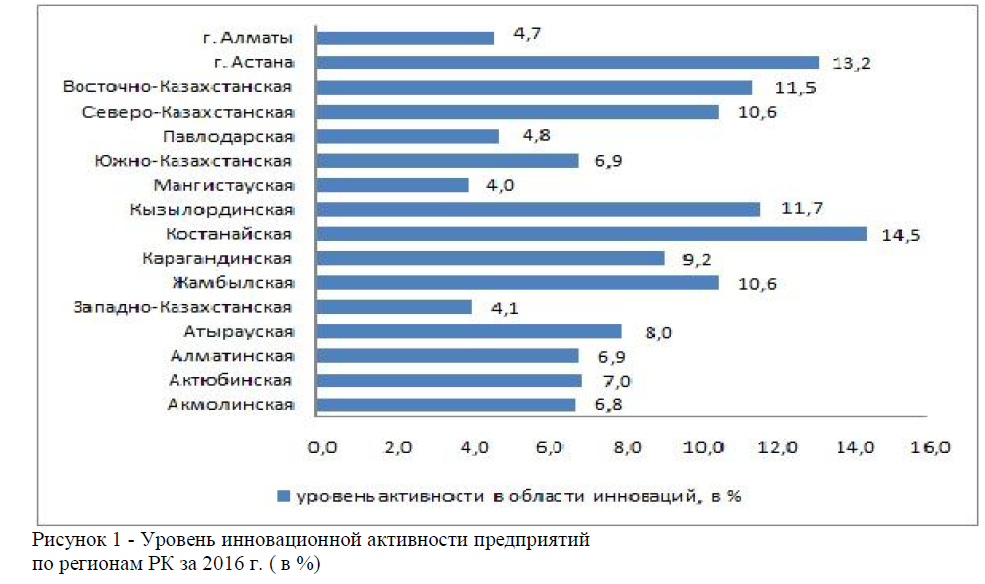 г. Алматы 4,7
г. Астана 13,2
Восточно-Казахстанская 11,5
Северо-Казахстанская 10,6
Павлодарская 4,8
Южно-Казахстанская 6,9
Мангистауская 4,0
Кызылординская 11,7
Костанайская 14,5
Карагандинская 9,2
Жамбылская 10,6
Западно-Казахстанская 4,1
Атырауская 8,0
Алматинская 6,9
Актюбинская 7,0
Акмолинская 6,8
0,0 2,0 4,0 6,0 8,0 10,0 12,0 14,0 16,0
уровень активности в области инноваций, в %
Рисунок 1 - Уровень инновационной активности предприятий
по регионам РК за 2016 г. ( в %)